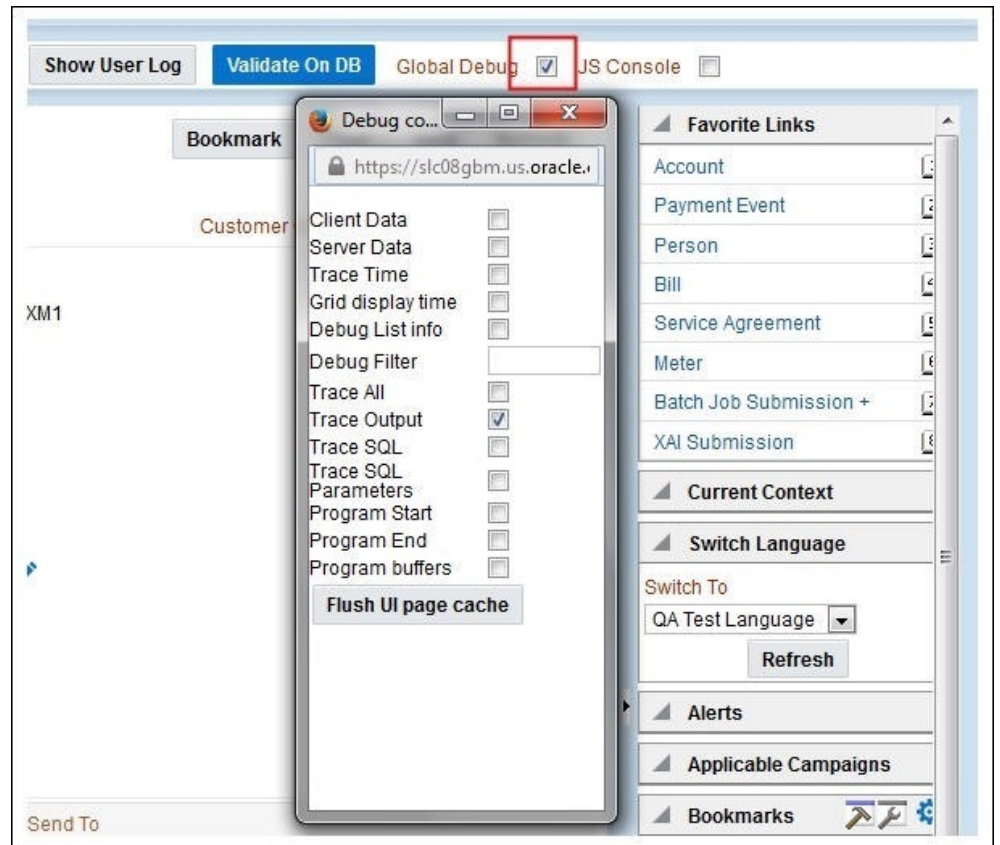 Show User Log Validate On DB Global Debug JS Console
Bookmark
Customer
XM1
Send To
Debug co...
https://slc08gbm.us.oracle.
Client Data
Server Data
Trace Time
Grid display time
Debug List info
Debug Filter
Trace All
Trace Output
Trace SQL
Trace SQL
Parameters
Program Start
Program End
Program buffers
Flush UI page cache
Favorite Links
Account
Payment Event
Person
Bill
Service Agreement
Meter
Batch Job Submission +
XAI Submission
Current Context
Switch Language
Switch To
QA Test Language
Refresh
Alerts
Applicable Campaigns
Bookmarks